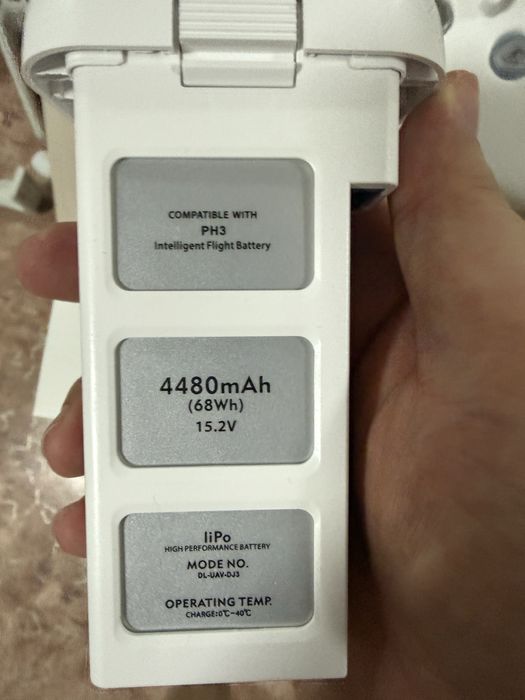 COMPATIBLE WITH
PH3
Intelligent Flight Battery
4480mAh
(68Wh)
15.2V
liPo
HIGH PERFORMANCE BATTERY
MODE NO.
DL-UAV-DJ3
OPERATING TEMP.
CHARGE:0℃~40℃